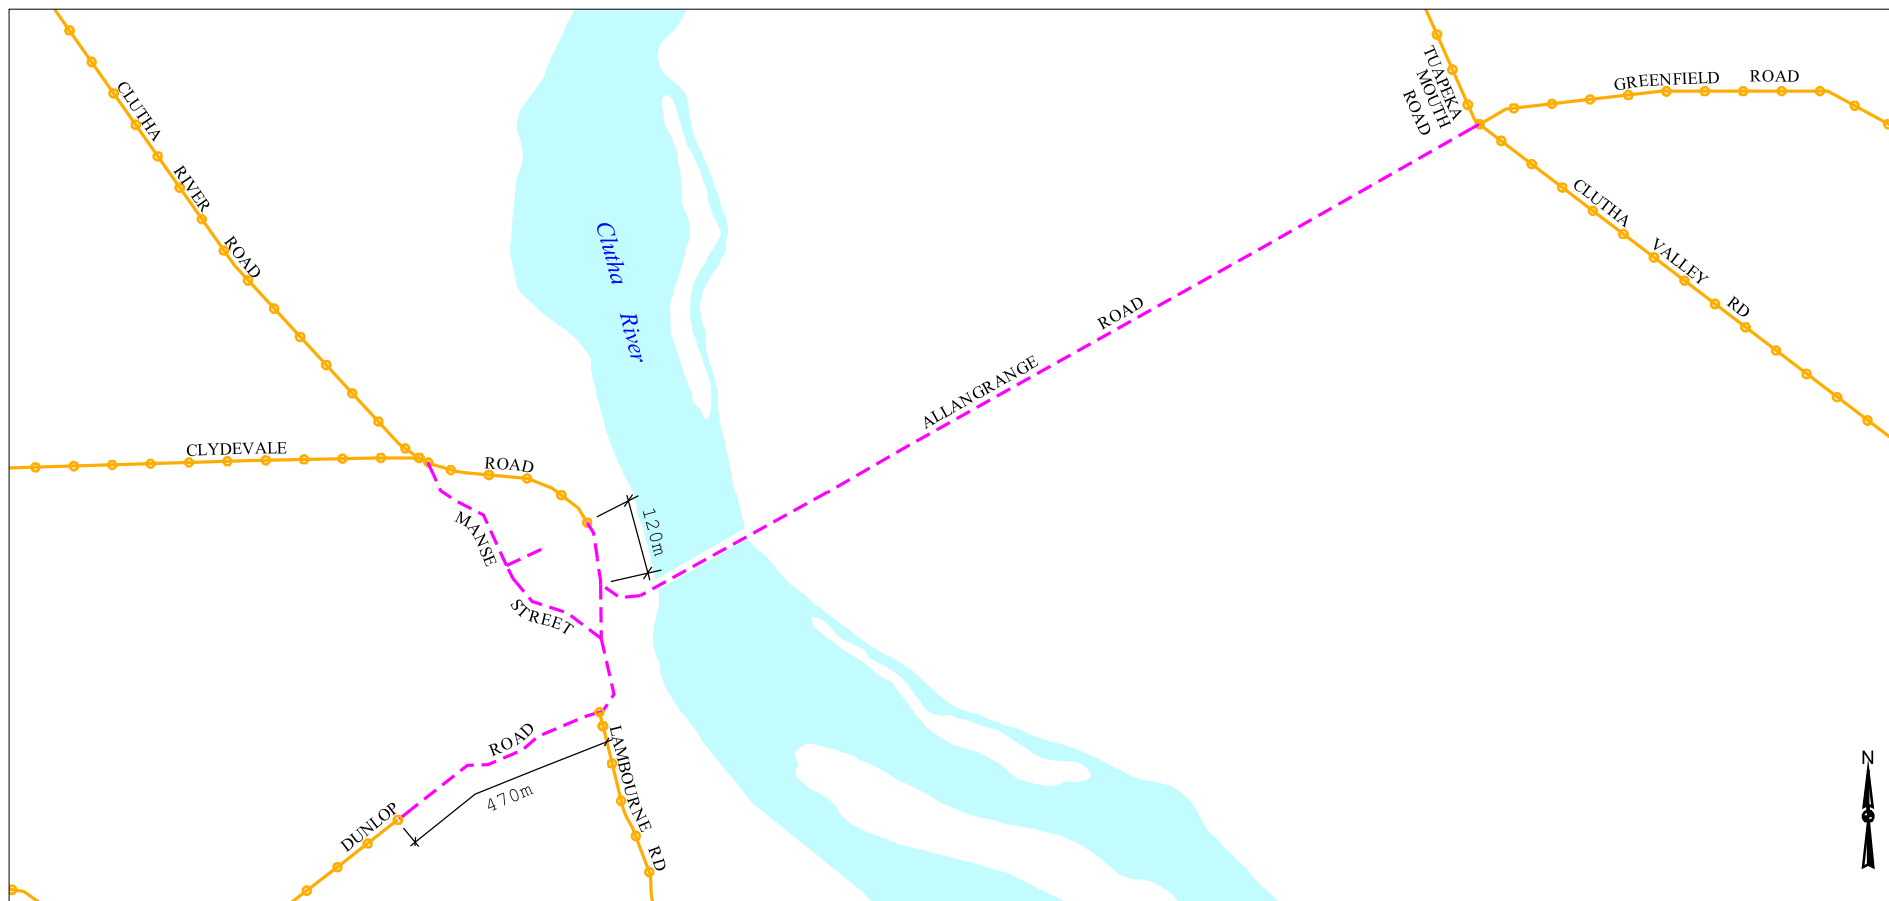 TUAPEKA
MOUTH
ROAD
GREENFIELD ROAD
CLUTHA RIVER ROAD
CLUTHA VALLEY RD
Clutha River
ALLANGRANGE ROAD
CLYDEVALE ROAD
120m
MANSE STREET
DUNLOP ROAD
LAMBOURNE RD
470m
N